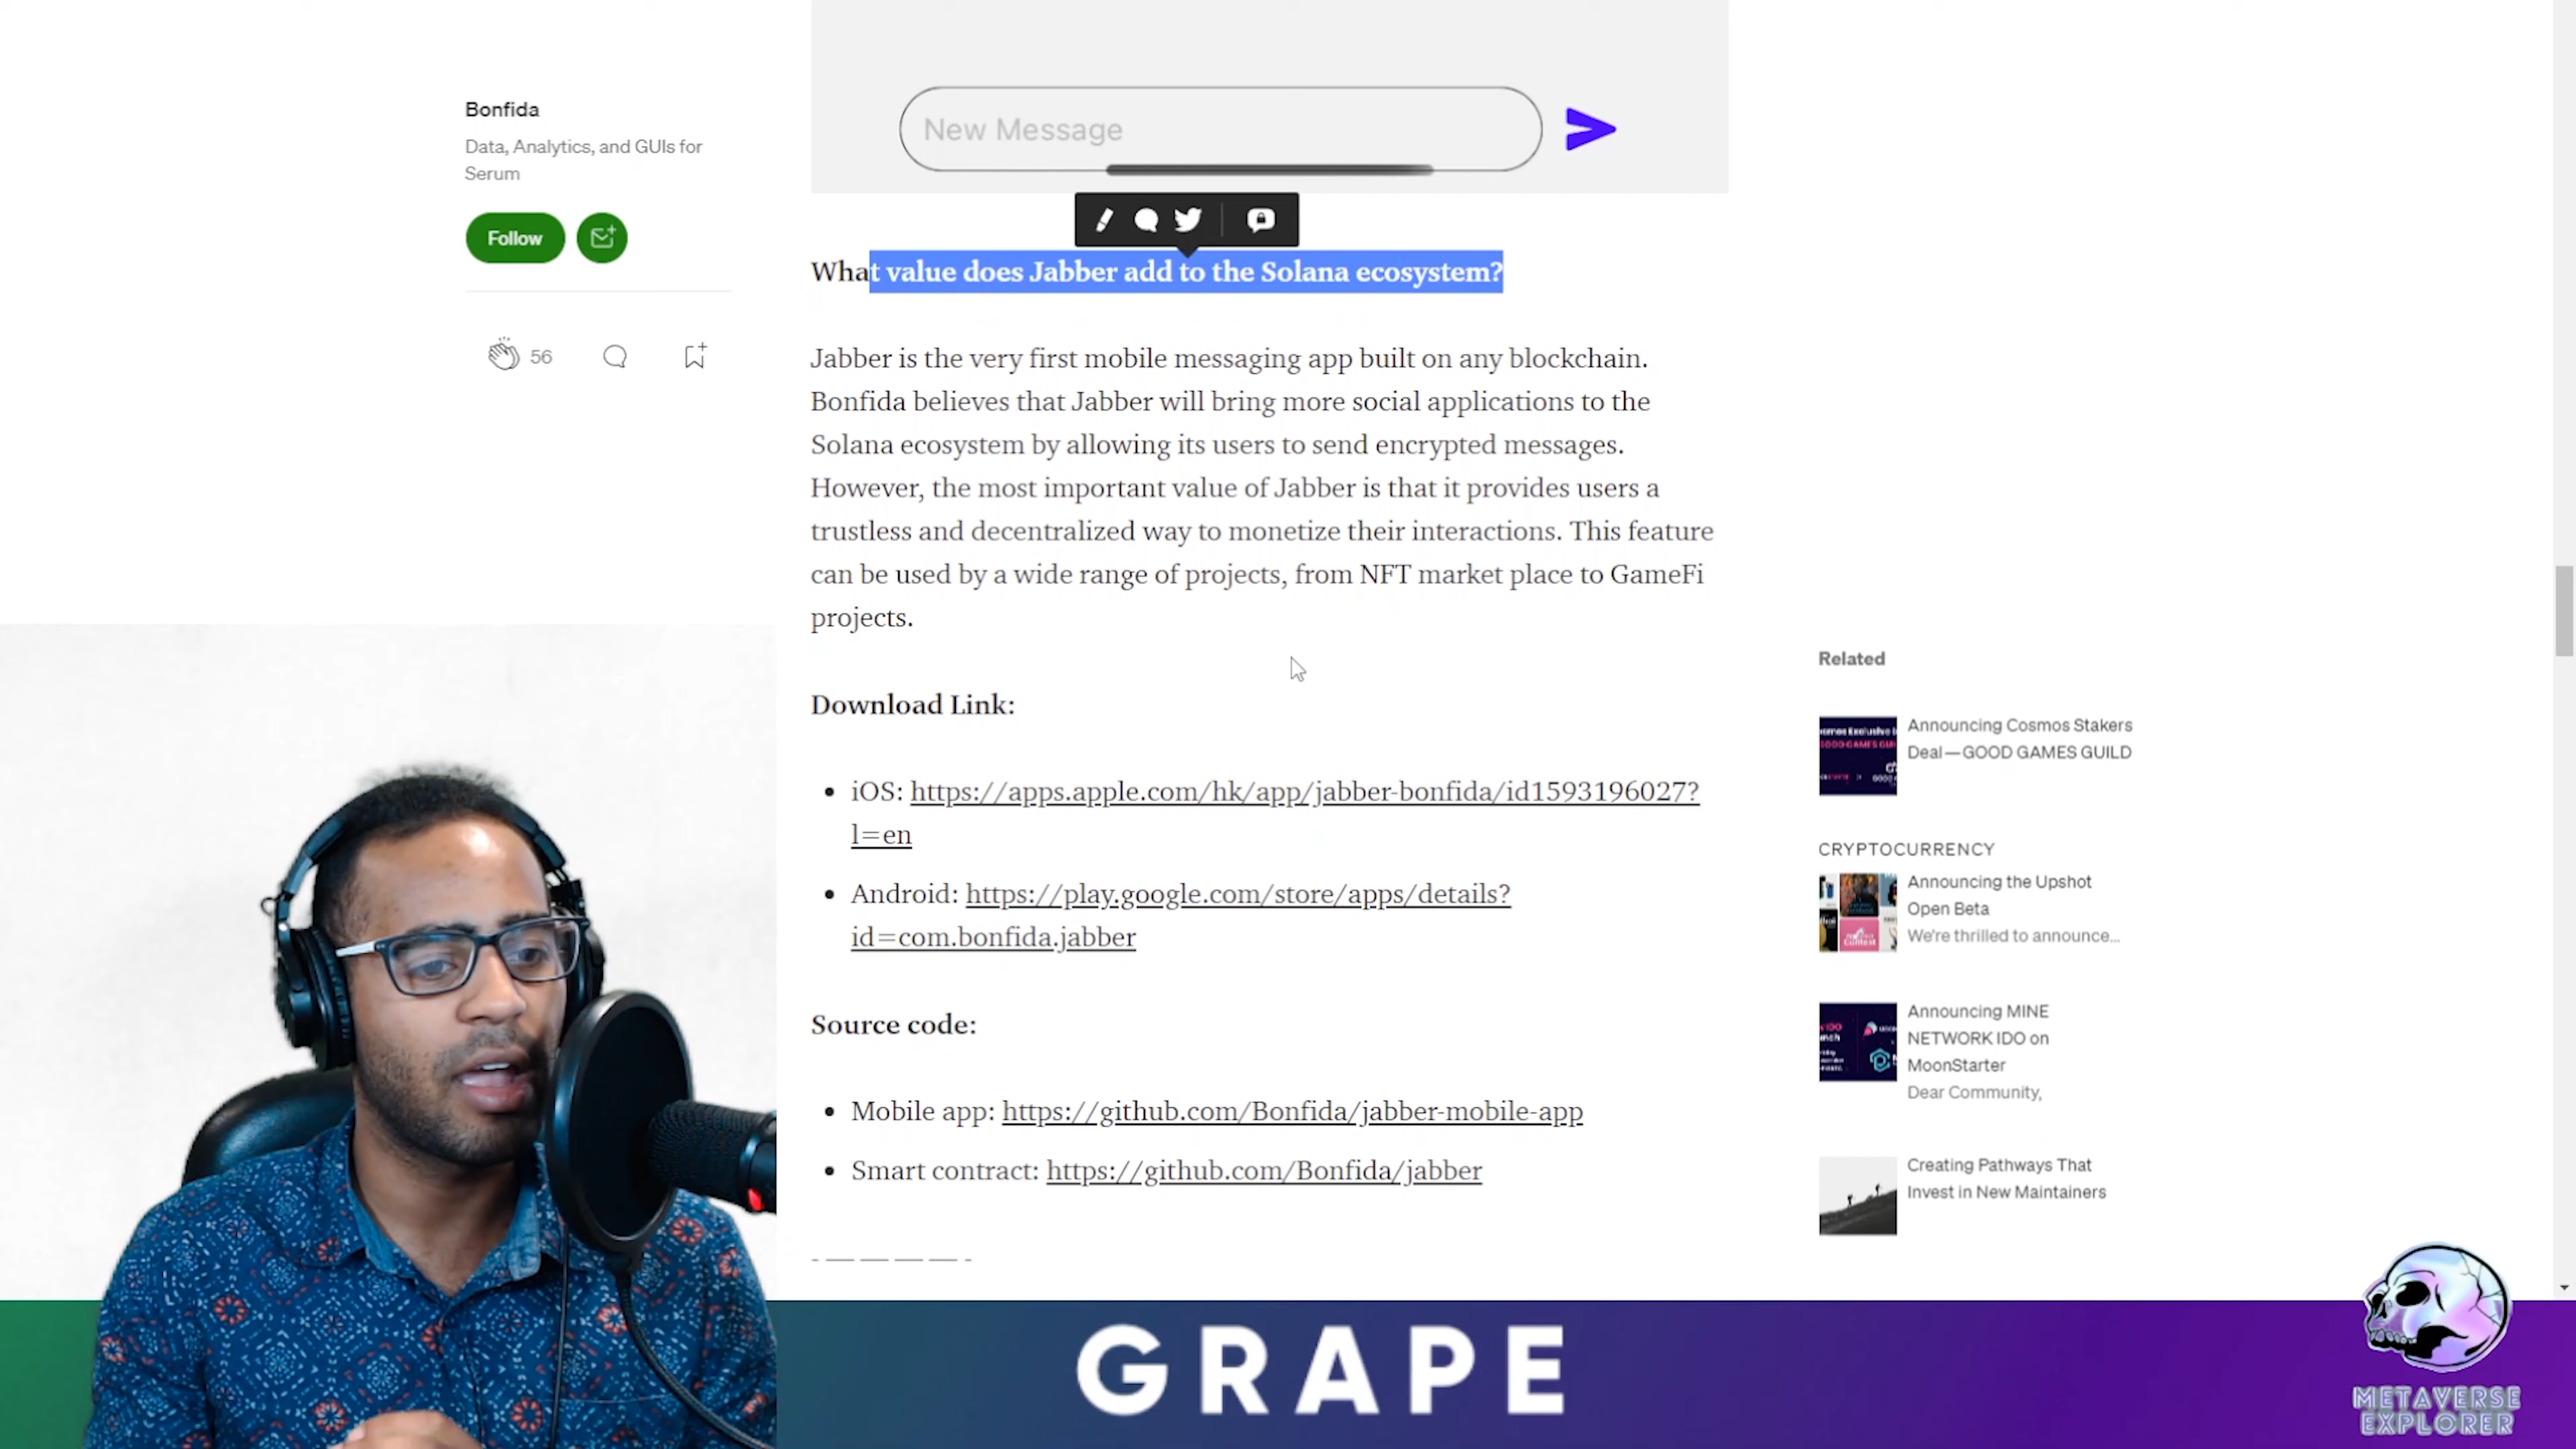 New Message
Bonfida
Data, Analytics, and GUIs for
Serum
Follow
56
What value does Jabber add to the Solana ecosystem?
Jabber is the very first mobile messaging app built on any blockchain.
Bonfida believes that Jabber will bring more social applications to the
Solana ecosystem by allowing its users to send encrypted messages.
However, the most important value of Jabber is that it provides users a
trustless and decentralized way to monetize their interactions. This feature
can be used by a wide range of projects, from NFT market place to GameFi
projects.
Download Link:
• iOS: https://apps.apple.com/hk/app/jabber-bonfida/id1593196027?
l=en
• Android: https://play.google.com/store/apps/details?
id=com.bonfida.jabber
Source code:
• Mobile app: https://github.com/Bonfida/jabber-mobile-app
• Smart contract: https://github.com/Bonfida/jabber
Related
Announcing Cosmos Stakers
Deal—GOOD GAMES GUILD
CRYPTOCURRENCY
Announcing the Upshot
Open Beta
We're thrilled to announce...
Announcing MINE
NETWORK IDO on
MoonStarter
Dear Community,
Creating Pathways That
Invest in New Maintainers
GRAPE
METAVERSE
EXPLORER